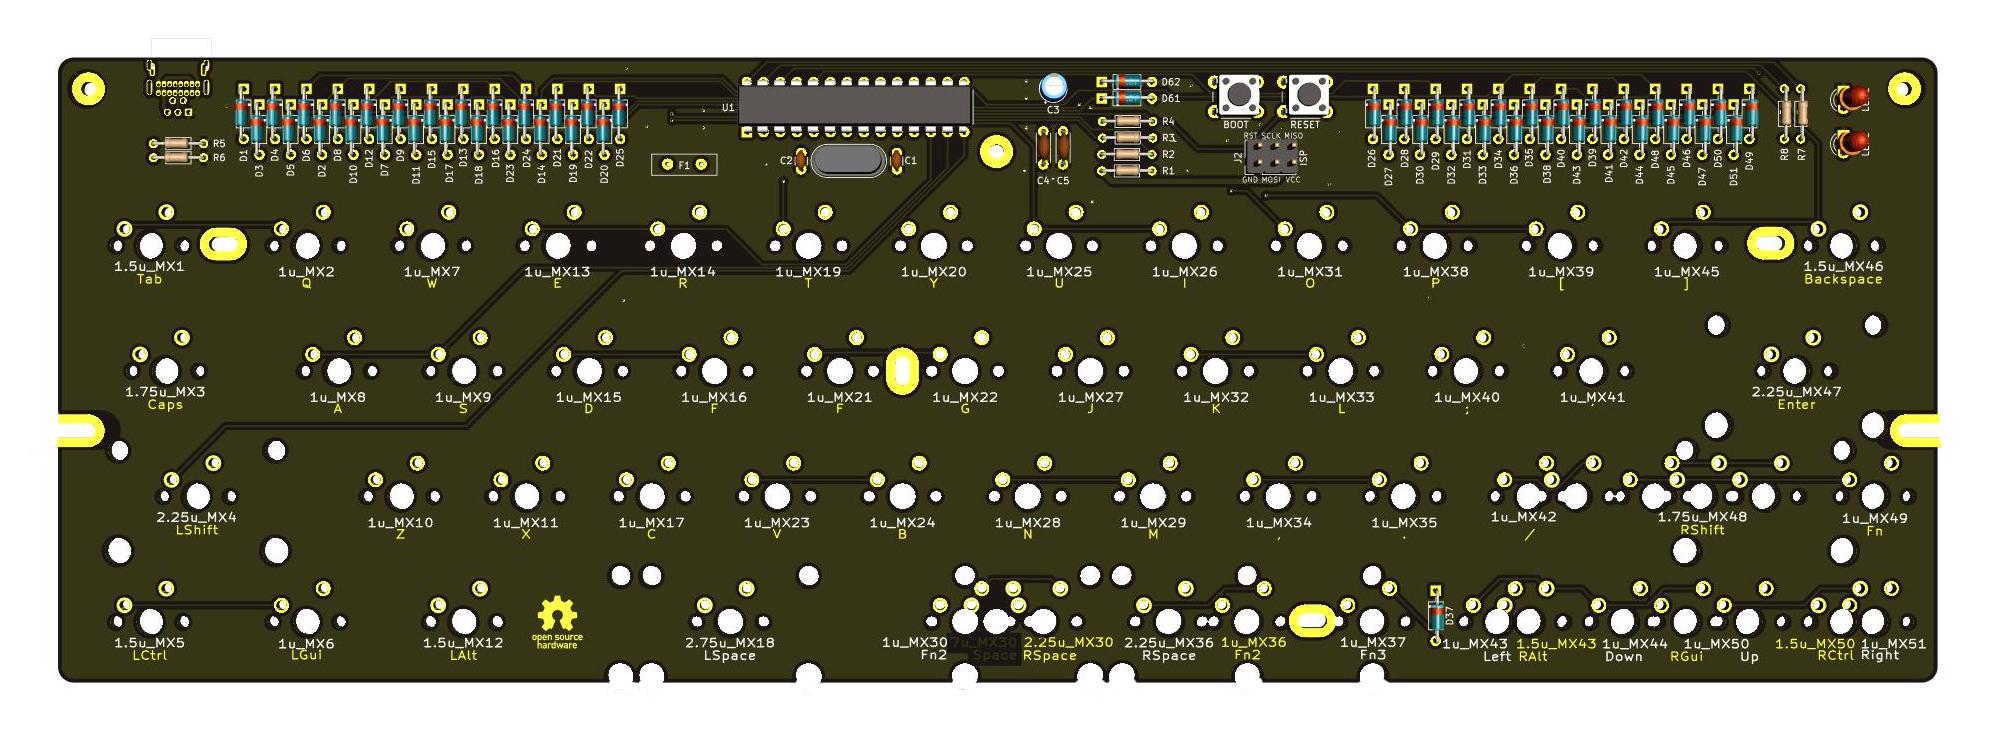 D1 D4 D6 D8 D12 D9 D15 D13 D16 D24 D21 D22 D25
D3 D5 D2 D10 D7 D11 D17 D18 D23 D14 D19 D20
R5
R6
U1
F1
C2 C1
C3
C4 C5
D62
D61
R4
R3
R2
R1
BOOT RESET
RST SCLK MISO
J2 ISP
GND MOSI VCC
D26 D28 D29 D31 D34 D35 D40 D39 D42 D48 D46 D50 D49
D27 D30 D32 D33 D36 D38 D43 D41 D44 D45 D47 D51
R8 R7
1.5u_MX1 1u_MX2 1u_MX7 1u_MX13 1u_MX14 1u_MX19 1u_MX20 1u_MX25 1u_MX26 1u_MX31 1u_MX38 1u_MX39 1u_MX45 1.5u_MX46
Tab Q W E R T Y U I O P [ ] Backspace
1.75u_MX3 1u_MX8 1u_MX9 1u_MX15 1u_MX16 1u_MX21 1u_MX22 1u_MX27 1u_MX32 1u_MX33 1u_MX40 1u_MX41 2.25u_MX47
Caps A S D F F G J K L ; ' Enter
2.25u_MX4 1u_MX10 1u_MX11 1u_MX17 1u_MX23 1u_MX24 1u_MX28 1u_MX29 1u_MX34 1u_MX35 1u_MX42 1.75u_MX48 1u_MX49
LShift Z X C V B N M , . / RShift Fn
D37
1.5u_MX5 1u_MX6 1.5u_MX12 2.75u_MX18 1u_MX30 7u_MX30 2.25u_MX30 2.25u_MX36 1u_MX36 1u_MX37 1u_MX43 1.5u_MX43 1u_MX44 1u_MX50 1.5u_MX50 1u_MX51
LCtrl LGui LAlt LSpace Fn2 Space RSpace RSpace Fn2 Fn3 Left RAlt Down RGui Up RCtrl Right
open source
hardware